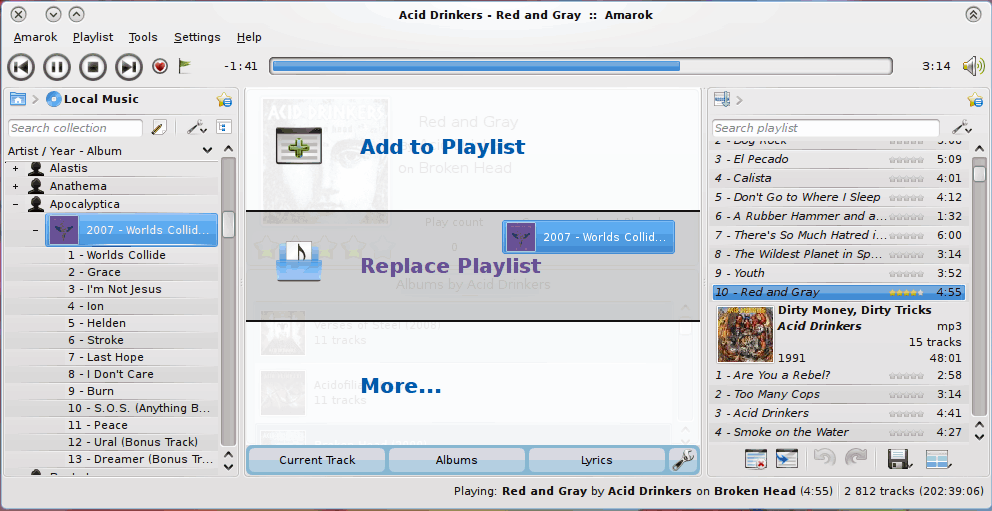 Acid Drinkers - Red and Gray :: Amarok
Amarok Playlist Tools Settings Help
-1:41
3:14
Local Music
Search collection
Artist / Year - Album
Alastis
Anathema
Apocalyptica
2007 - Worlds Collid...
1 - Worlds Collide
2 - Grace
3 - I'm Not Jesus
4 - Ion
5 - Helden
6 - Stroke
7 - Last Hope
8 - I Don't Care
9 - Burn
10 - S.O.S. (Anything B...
11 - Peace
12 - Ural (Bonus Track)
13 - Dreamer (Bonus Tr...
ACID DRINKERS
Red and Gray
Add to Playlist
on Broken Head
Play count
0
2007 - Worlds Collid...
Replace Playlist
Albums by Acid Drinkers
Verses of Steel (2008)
11 tracks
More...
11 tracks
Current Track
Albums
Lyrics
Search playlist
2 - Dog Rock
3 - El Pecado 5:09
4 - Calista 4:01
5 - Don't Go to Where I Sleep 4:12
6 - A Rubber Hammer and a... 1:32
7 - There's So Much Hatred i... 6:00
8 - The Wildest Planet in Sp... 3:14
9 - Youth 3:52
10 - Red and Gray 4:55
Dirty Money, Dirty Tricks
Acid Drinkers mp3
15 tracks
1991 48:01
1 - Are You a Rebel? 2:58
2 - Too Many Cops 3:14
3 - Acid Drinkers 4:41
4 - Smoke on the Water 4:27
Playing: Red and Gray by Acid Drinkers on Broken Head (4:55) 2 812 tracks (202:39:06)